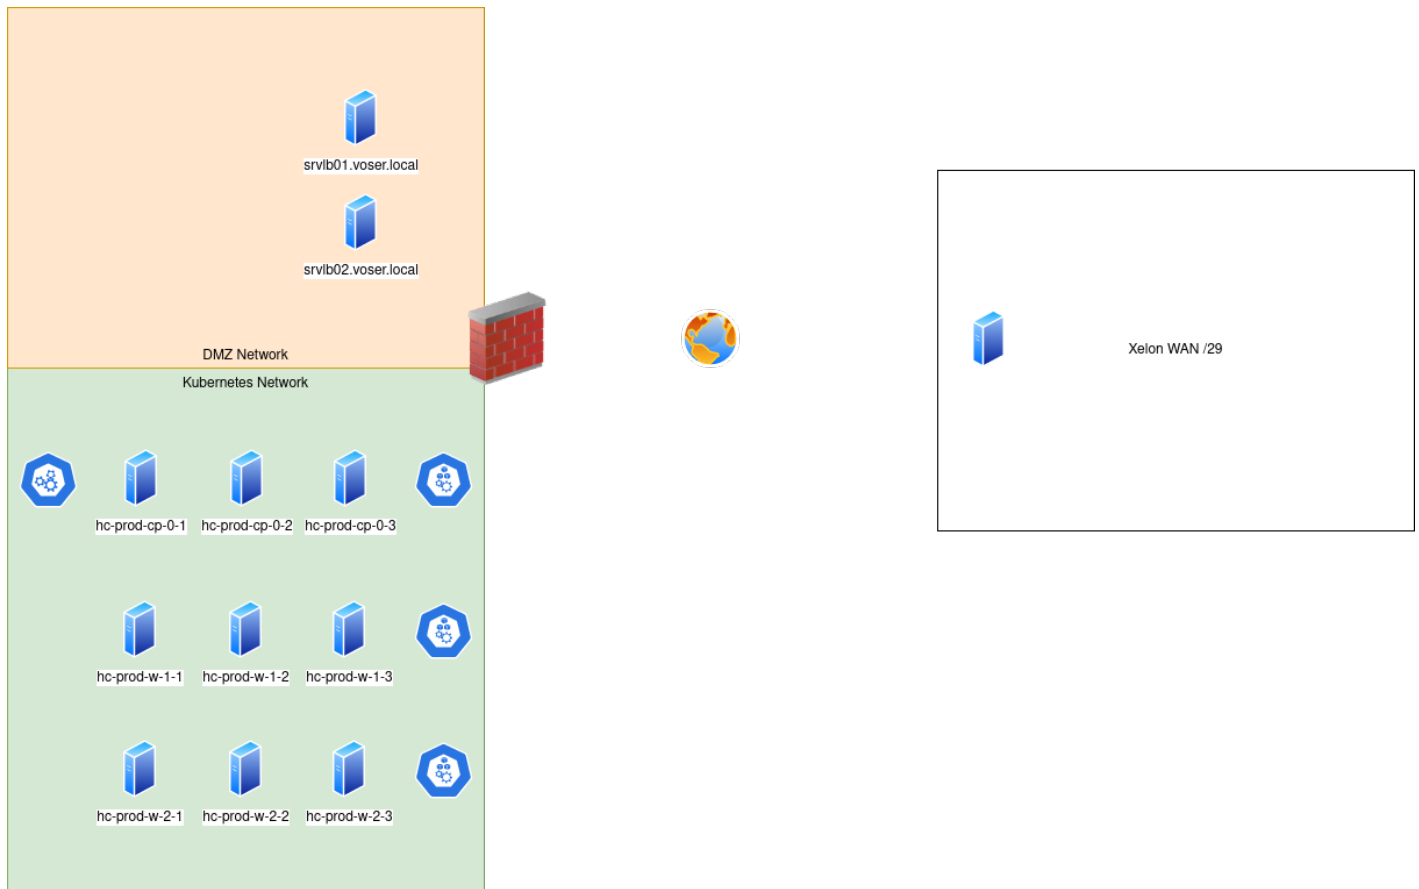 srvlb01.voser.local
srvlb02.voser.local
DMZ Network
Kubernetes Network
Xelon WAN /29
hc-prod-cp-0-1
hc-prod-cp-0-2
hc-prod-cp-0-3
hc-prod-w-1-1
hc-prod-w-1-2
hc-prod-w-1-3
hc-prod-w-2-1
hc-prod-w-2-2
hc-prod-w-2-3